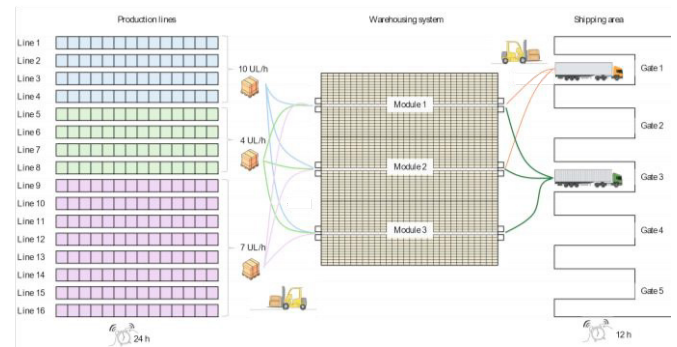 Production lines
Warehousing system
Shipping area
Line 1
Line 2
Line 3
Line 4
Line 5
Line 6
Line 7
Line 8
Line 9
Line 10
Line 11
Line 12
Line 13
Line 14
Line 15
Line 16
10 UL/h
4 UL/h
7 UL/h
Module 1
Module 2
Module 3
Gate 1
Gate 2
Gate 3
Gate 4
Gate 5
24 h
12 h